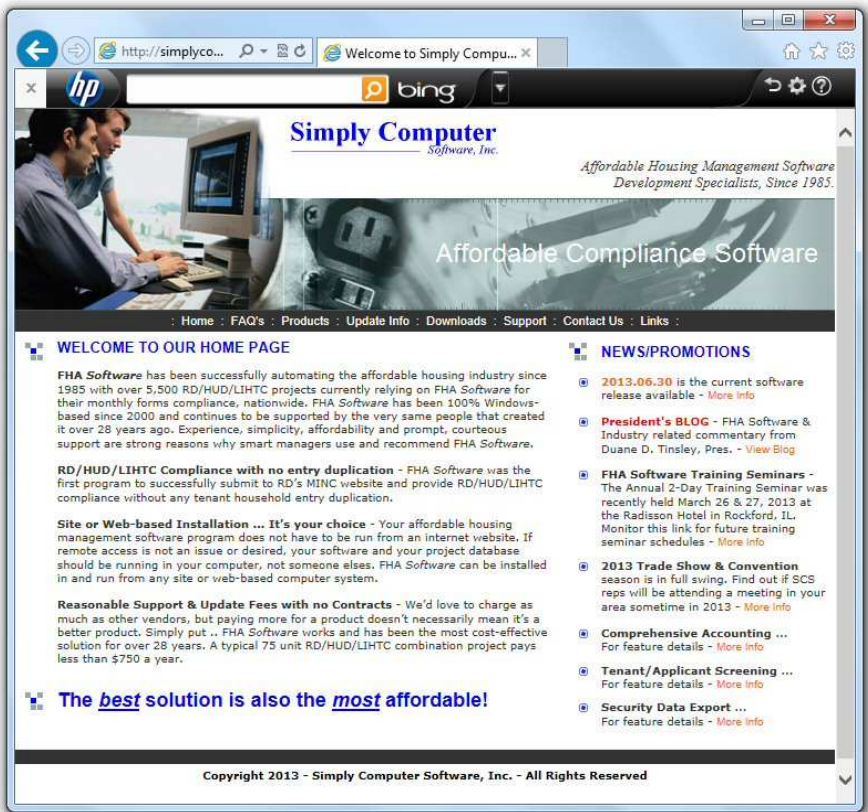 http://simplyco...
Welcome to Simply Compu...
hp
bing
Simply Computer
Software, Inc.
Affordable Housing Management Software
Development Specialists, Since 1985.
Affordable Compliance Software
: Home : FAQ's : Products : Update Info : Downloads : Support : Contact Us : Links :
WELCOME TO OUR HOME PAGE
FHA Software has been successfully automating the affordable housing industry since
1985 with over 5,500 RD/HUD/LIHTC projects currently relying on FHA Software for
their monthly forms compliance, nationwide. FHA Software has been 100% Windows-
based since 2000 and continues to be supported by the very same people that created
it over 28 years ago. Experience, simplicity, affordability and prompt, courteous
support are strong reasons why smart managers use and recommend FHA Software.
RD/HUD/LIHTC Compliance with no entry duplication - FHA Software was the
first program to successfully submit to RD's MINC website and provide RD/HUD/LIHTC
compliance without any tenant household entry duplication.
Site or Web-based Installation ... It's your choice - Your affordable housing
management software program does not have to be run from an internet website. If
remote access is not an issue or desired, your software and your project database
should be running in your computer, not someone elses. FHA Software can be installed
in and run from any site or web-based computer system.
Reasonable Support & Update Fees with no Contracts - We'd love to charge as
much as other vendors, but paying more for a product doesn't necessarily mean it's a
better product. Simply put .. FHA Software works and has been the most cost-effective
solution for over 28 years. A typical 75 unit RD/HUD/LIHTC combination project pays
less than $750 a year.
The best solution is also the most affordable!
NEWS/PROMOTIONS
2013.06.30 is the current software
release available - More Info
President's BLOG - FHA Software &
Industry related commentary from
Duane D. Tinsley, Pres. - View Blog
FHA Software Training Seminars -
The Annual 2-Day Training Seminar was
recently held March 26 & 27, 2013 at
the Radisson Hotel in Rockford, IL.
Monitor this link for future training
seminar schedules - More Info
2013 Trade Show & Convention
season is in full swing. Find out if SCS
reps will be attending a meeting in your
area sometime in 2013 - More Info
Comprehensive Accounting ...
For feature details - More Info
Tenant/Applicant Screening ...
For feature details - More Info
Security Data Export ...
For feature details - More Info
Copyright 2013 - Simply Computer Software, Inc. - All Rights Reserved